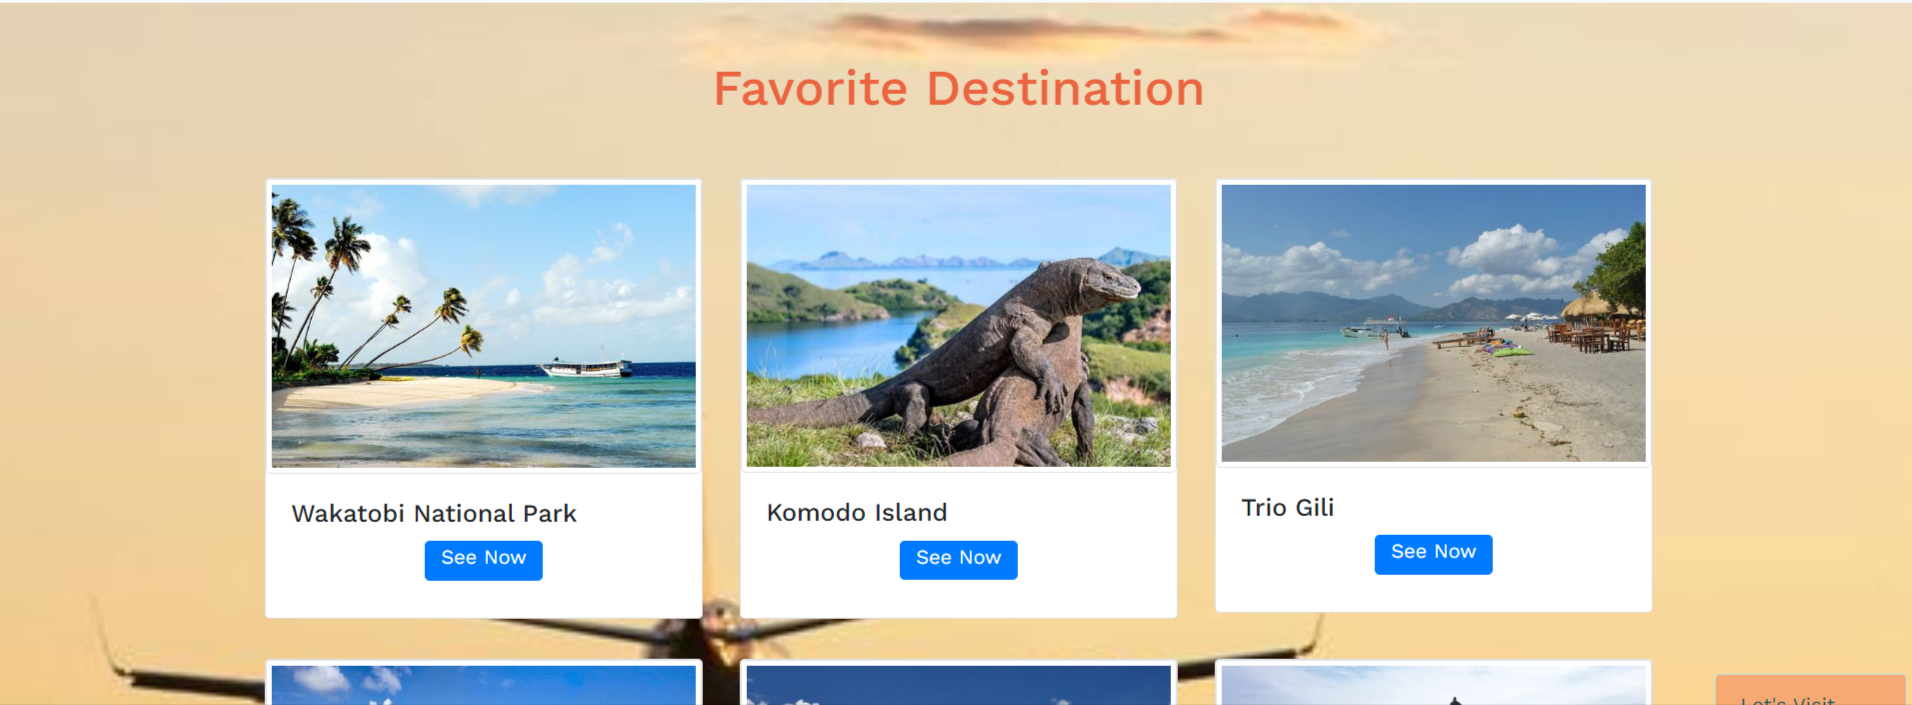 Favorite Destination
Wakatobi National Park
Komodo Island
Trio Gili
See Now
See Now
See Now
Let's Visit